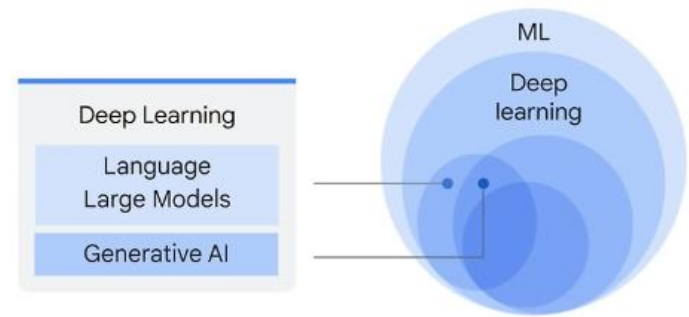 Deep Learning
Language
Large Models
Generative AI
ML
Deep
learning